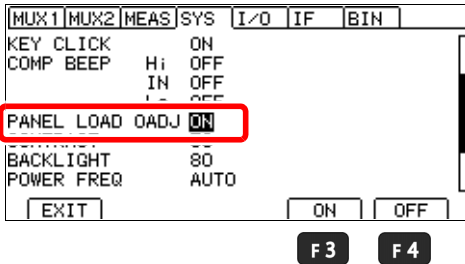 MUX1 MUX2 MEAS SYS I/O IF BIN
KEY CLICK ON
COMP BEEP Hi OFF
IN OFF
PANEL LOAD OADJ ON
BACKLIGHT 80
POWER FREQ AUTO
EXIT ON OFF
F3 F4